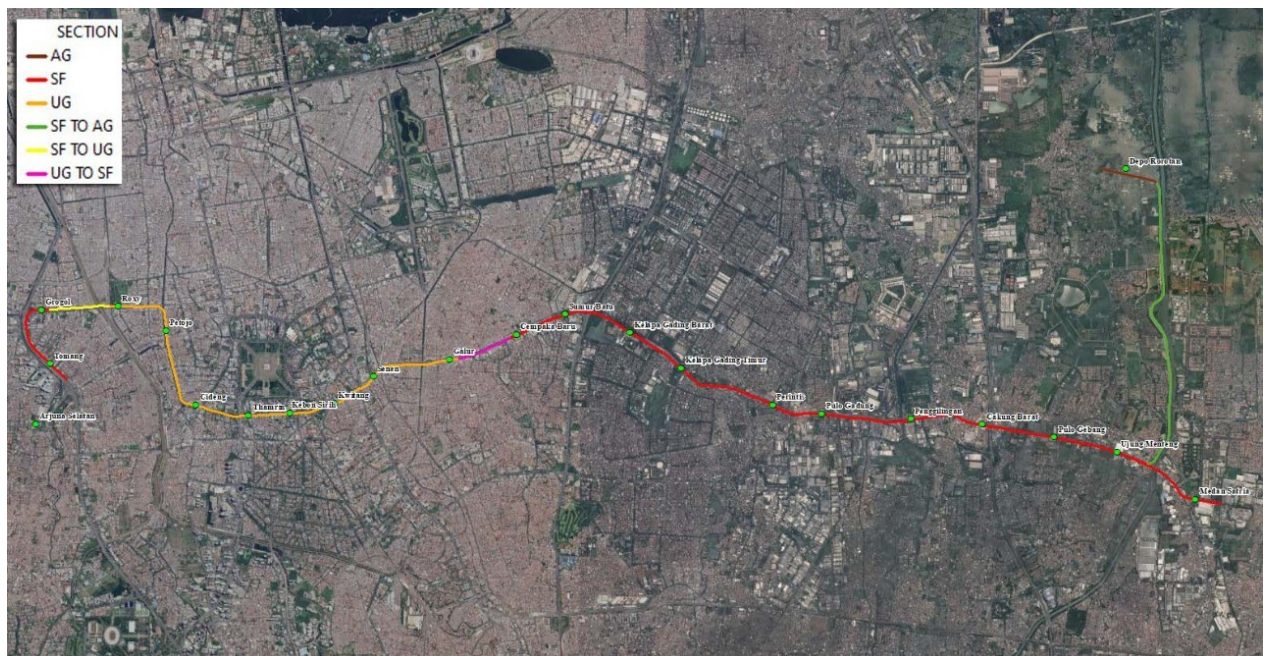 SECTION
AG
SF
UG
SF TO AG
SF TO UG
UG TO SF
Depo Rorotan
Grogol
Roxy
Petojo
Tomang
Cideng
Arjuna Selatan
Thamrin
Kebon Sirih
Kwitang
Senen
Galur
Cempaka Baru
Sumur Batu
Kelapa Gading Barat
Kelapa Gading Timur
Perintis
Pulo Gadung
Penggilingan
Cakung Barat
Pulo Gebang
Ujung Menteng
Medan Satria